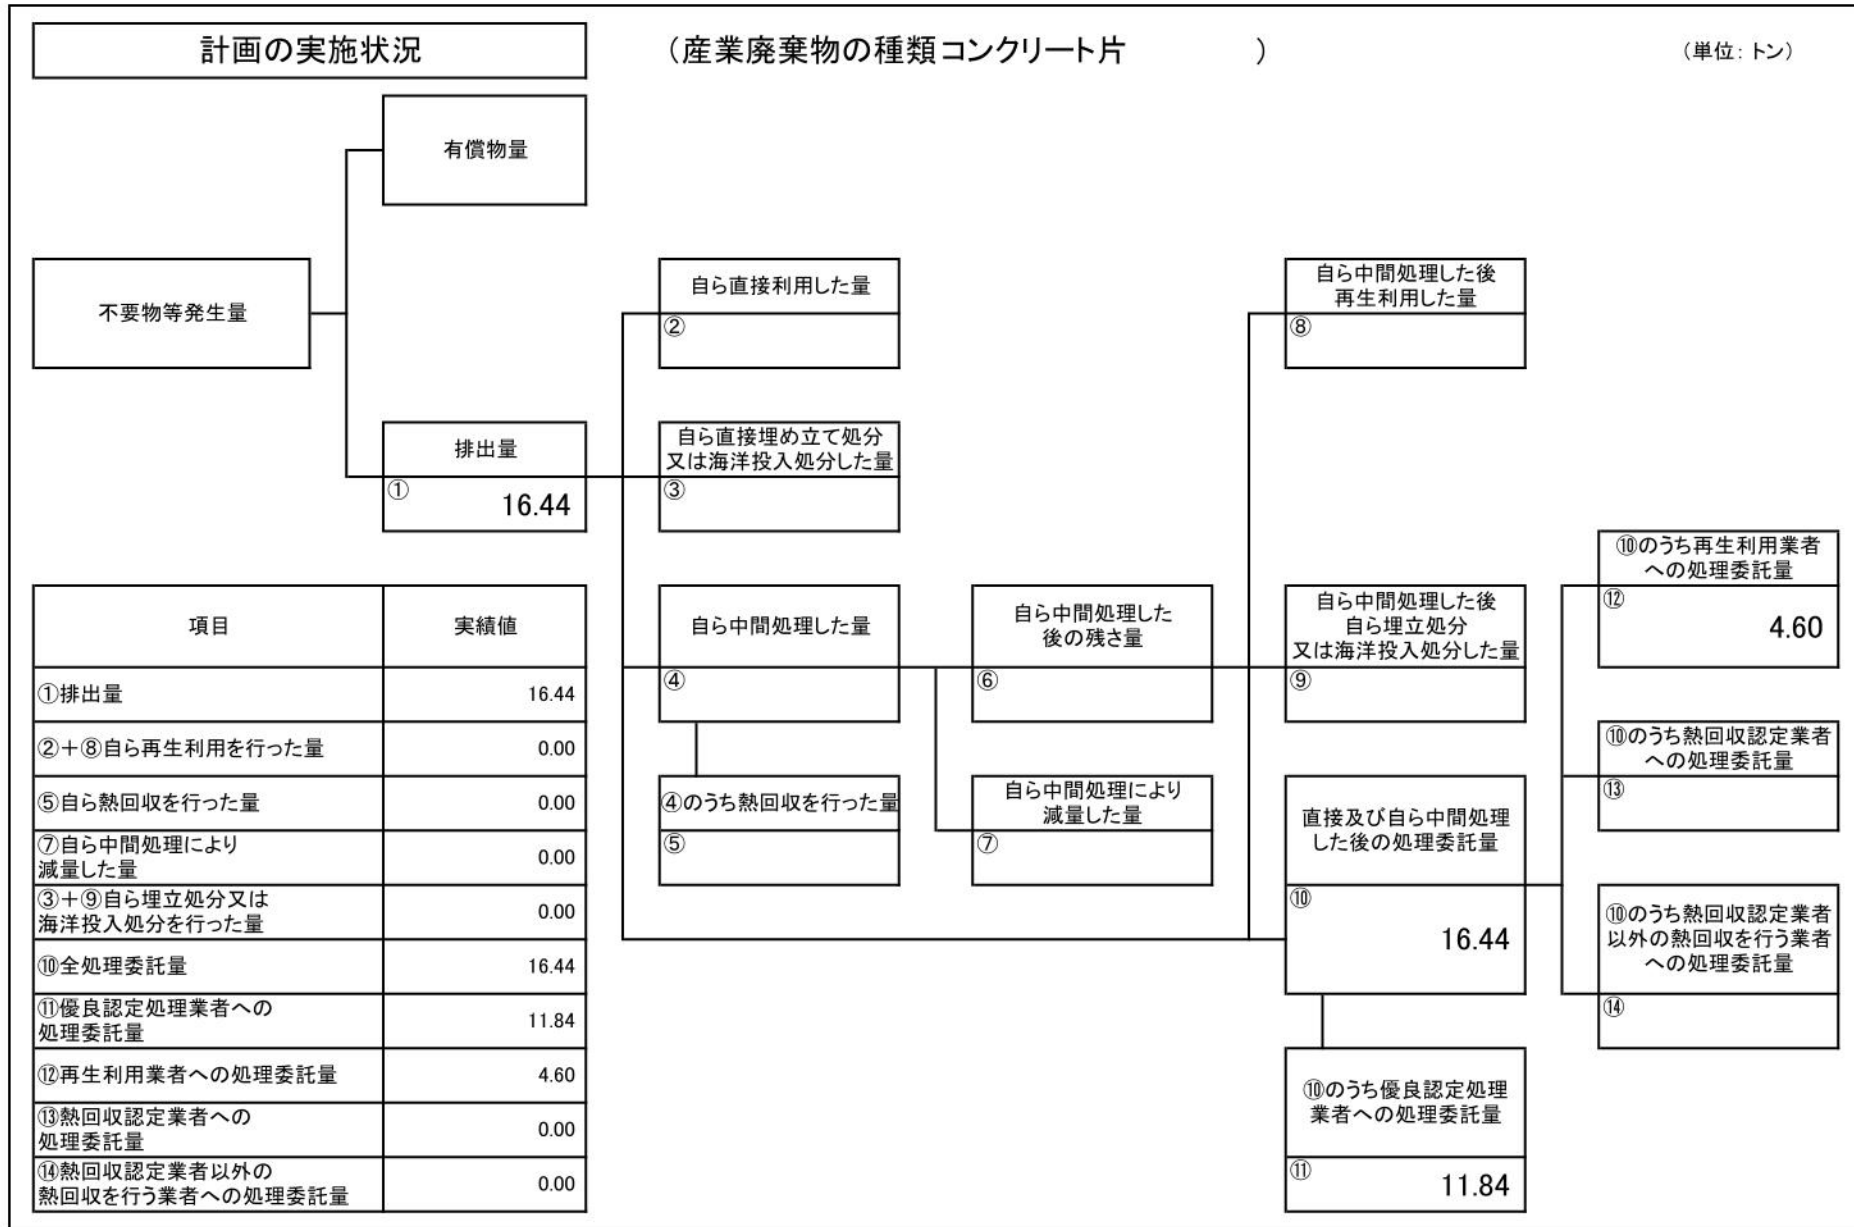 計画の実施状況
（産業廃棄物の種類コンクリート片　　　　　）
（単位：トン）
有償物量
不要物等発生量
自ら直接利用した量
②
自ら中間処理した後
再生利用した量
⑧
排出量
①
16.44
自ら直接埋め立て処分
又は海洋投入処分した量
③
⑩のうち再生利用業者
への処理委託量
⑫
4.60
自ら中間処理した量
④
自ら中間処理した
後の残さ量
⑥
自ら中間処理した後
自ら埋立処分
又は海洋投入処分した量
⑨
⑩のうち熱回収認定業者
への処理委託量
⑬
④のうち熱回収を行った量
⑤
自ら中間処理により
減量した量
⑦
直接及び自ら中間処理
した後の処理委託量
⑩
16.44
⑩のうち熱回収認定業者
以外の熱回収を行う業者
への処理委託量
⑭
⑩のうち優良認定処理
業者への処理委託量
⑪
11.84
項目 実績値
①排出量 16.44
②＋⑧自ら再生利用を行った量 0.00
⑤自ら熱回収を行った量 0.00
⑦自ら中間処理により
減量した量 0.00
③＋⑨自ら埋立処分又は
海洋投入処分を行った量 0.00
⑩全処理委託量 16.44
⑪優良認定処理業者への
処理委託量 11.84
⑫再生利用業者への処理委託量 4.60
⑬熱回収認定業者への
処理委託量 0.00
⑭熱回収認定業者以外の
熱回収を行う業者への処理委託量 0.00